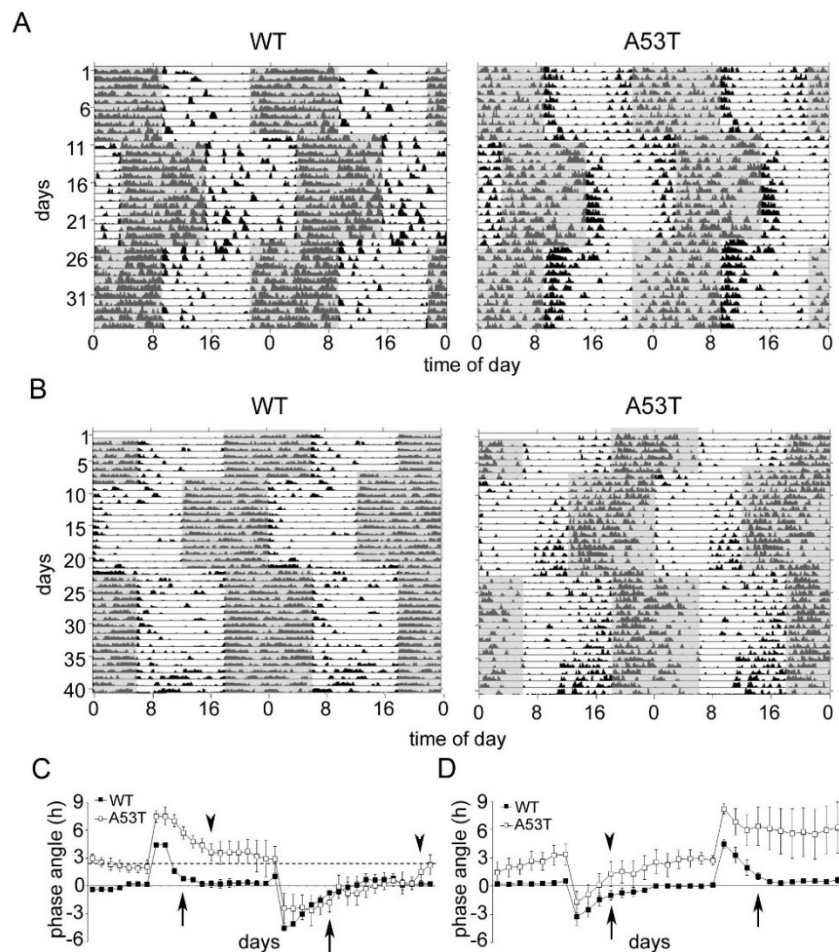 A
WT A53T
1
6
11
16
21
26
31
days
0 8 16 0 8 16 0 0 8 16 0 8 16 0
time of day
B
WT A53T
1
5
10
15
20
25
30
35
40
days
0 8 16 0 8 16 0 0 8 16 0 8 16 0
time of day
C D
WT WT
A53T A53T
9 9
6 6
3 3
0 0
-3 -3
-6 -6
phase angle (h) phase angle (h)
days days